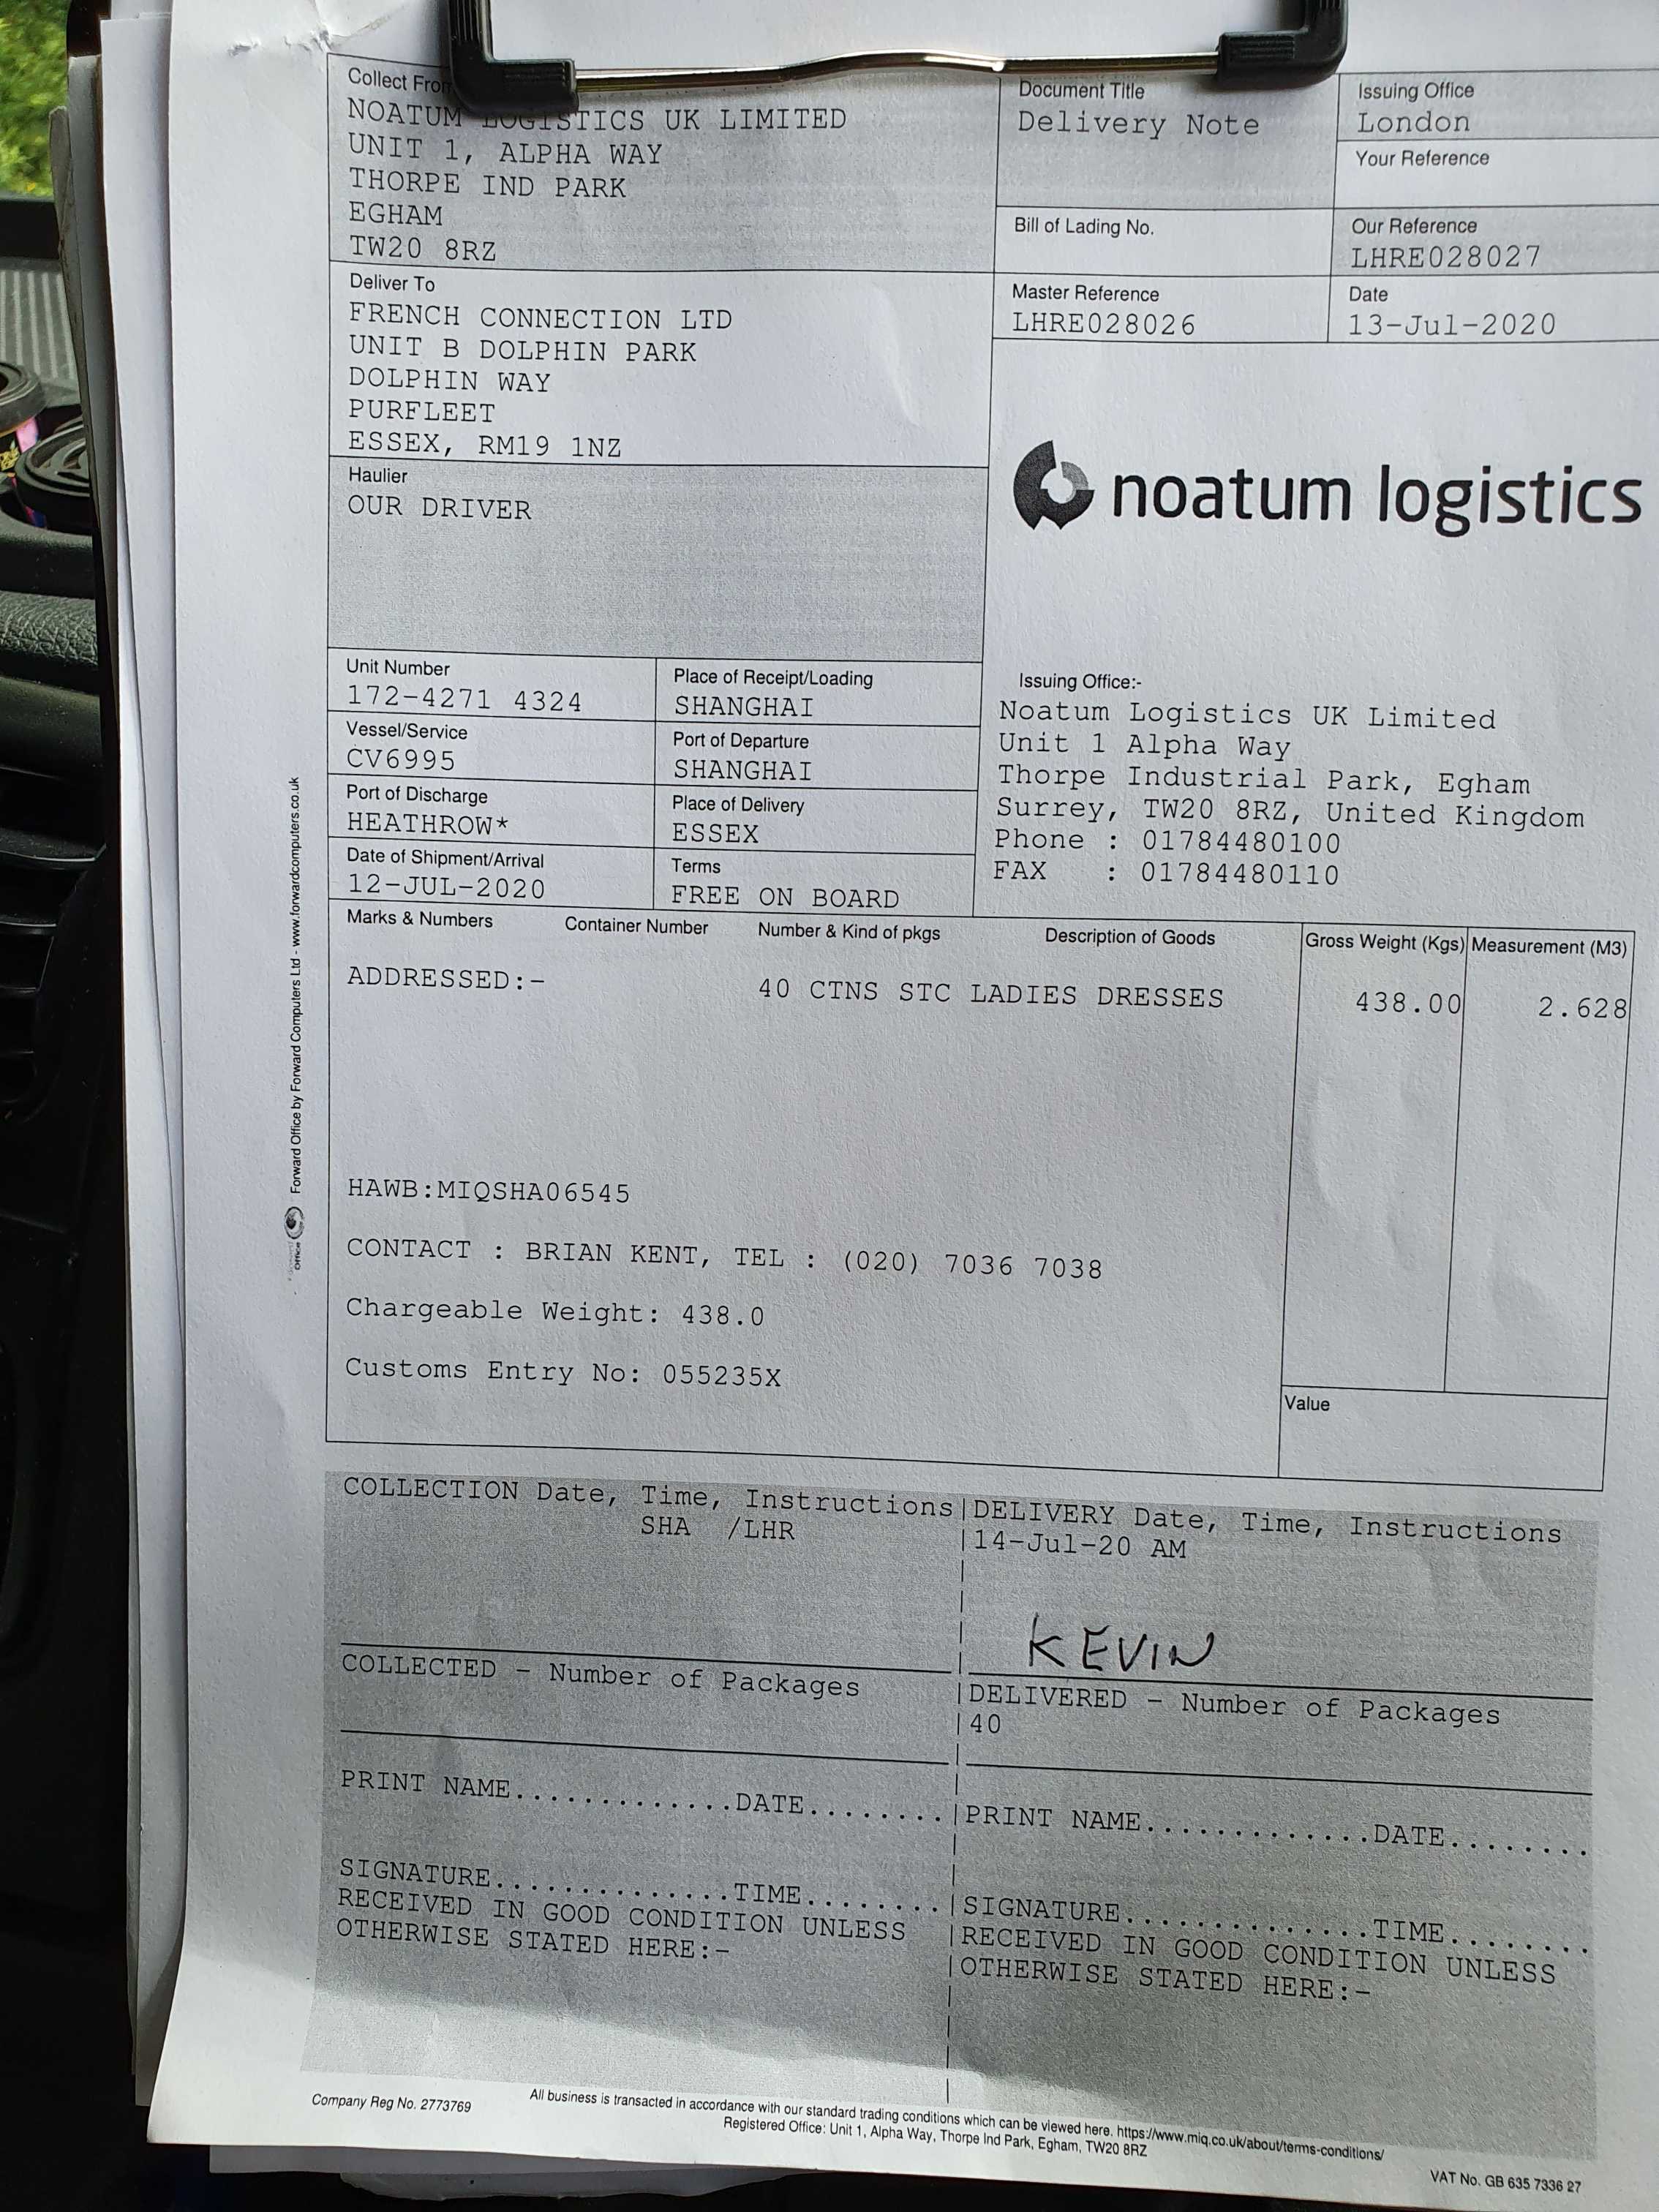 Collect From
NOATUM LOGISTICS UK LIMITED
UNIT 1, ALPHA WAY
THORPE IND PARK
EGHAM
TW20 8RZ
Document Title
Delivery Note
Issuing Office
London
Your Reference
Bill of Lading No.
Our Reference
LHRE028027
Deliver To
FRENCH CONNECTION LTD
UNIT B DOLPHIN PARK
DOLPHIN WAY
PURFLEET
ESSEX, RM19 1NZ
Master Reference
LHRE028026
Date
13-Jul-2020
noatum logistics
Haulier
OUR DRIVER
Unit Number
172-4271 4324
Place of Receipt/Loading
SHANGHAI
Vessel/Service
CV6995
Port of Departure
SHANGHAI
Port of Discharge
HEATHROW*
Place of Delivery
ESSEX
Date of Shipment/Arrival
12-JUL-2020
Terms
FREE ON BOARD
Issuing Office:-
Noatum Logistics UK Limited
Unit 1 Alpha Way
Thorpe Industrial Park, Egham
Surrey, TW20 8RZ, United Kingdom
Phone : 01784480100
FAX : 01784480110
Marks & Numbers Container Number Number & Kind of pkgs Description of Goods Gross Weight (Kgs) Measurement (M3)
ADDRESSED:- 40 CTNS STC LADIES DRESSES 438.00 2.628
HAWB:MIQSHA06545
CONTACT : BRIAN KENT, TEL : (020) 7036 7038
Chargeable Weight: 438.0
Customs Entry No: 055235X
Value
Forward Office by Forward Computers Ltd - www.forwardcomputers.co.uk
COLLECTION Date, Time, Instructions
SHA /LHR
COLLECTED - Number of Packages
PRINT NAME.............DATE........
SIGNATURE..............TIME........
RECEIVED IN GOOD CONDITION UNLESS
OTHERWISE STATED HERE:-
DELIVERY Date, Time, Instructions
14-Jul-20 AM
KEVIN
DELIVERED - Number of Packages
40
PRINT NAME.............DATE.......
SIGNATURE..............TIME........
RECEIVED IN GOOD CONDITION UNLESS
OTHERWISE STATED HERE:-
Company Reg No. 2773769
All business is transacted in accordance with our standard trading conditions which can be viewed here. https://www.miq.co.uk/about/terms-conditions/
Registered Office: Unit 1, Alpha Way, Thorpe Ind Park, Egham, TW20 8RZ
VAT No. GB 635 7336 27